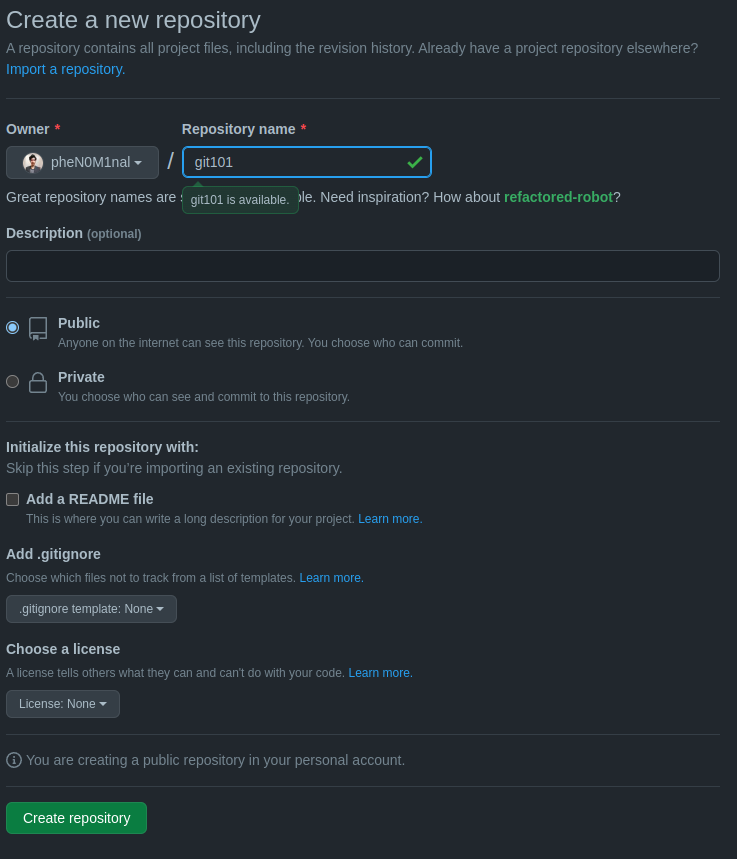 Create a new repository
A repository contains all project files, including the revision history. Already have a project repository elsewhere?
Import a repository.
Owner *
Repository name *
pheN0M1nal
/
git101
Great repository names are
ble. Need inspiration? How about refactored-robot?
git101 is available.
Description (optional)
Public
Anyone on the internet can see this repository. You choose who can commit.
Private
You choose who can see and commit to this repository.
Initialize this repository with:
Skip this step if you’re importing an existing repository.
Add a README file
This is where you can write a long description for your project. Learn more.
Add .gitignore
Choose which files not to track from a list of templates. Learn more.
.gitignore template: None
Choose a license
A license tells others what they can and can't do with your code. Learn more.
License: None
You are creating a public repository in your personal account.
Create repository